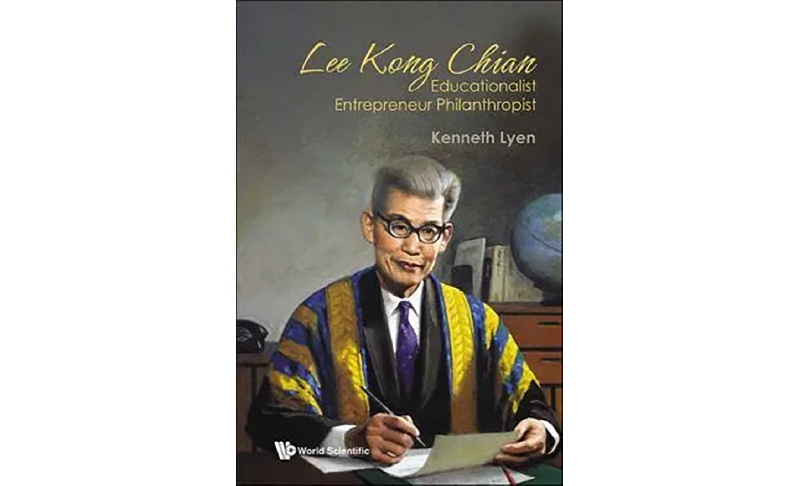 Lee Kong Chian
Educationalist
Entrepreneur Philanthropist
Kenneth Lyen
World Scientific